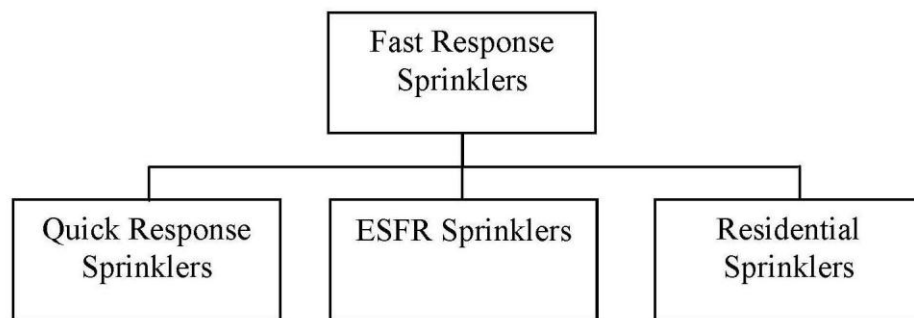 Fast Response
Sprinklers
Quick Response
Sprinklers
ESFR Sprinklers
Residential
Sprinklers